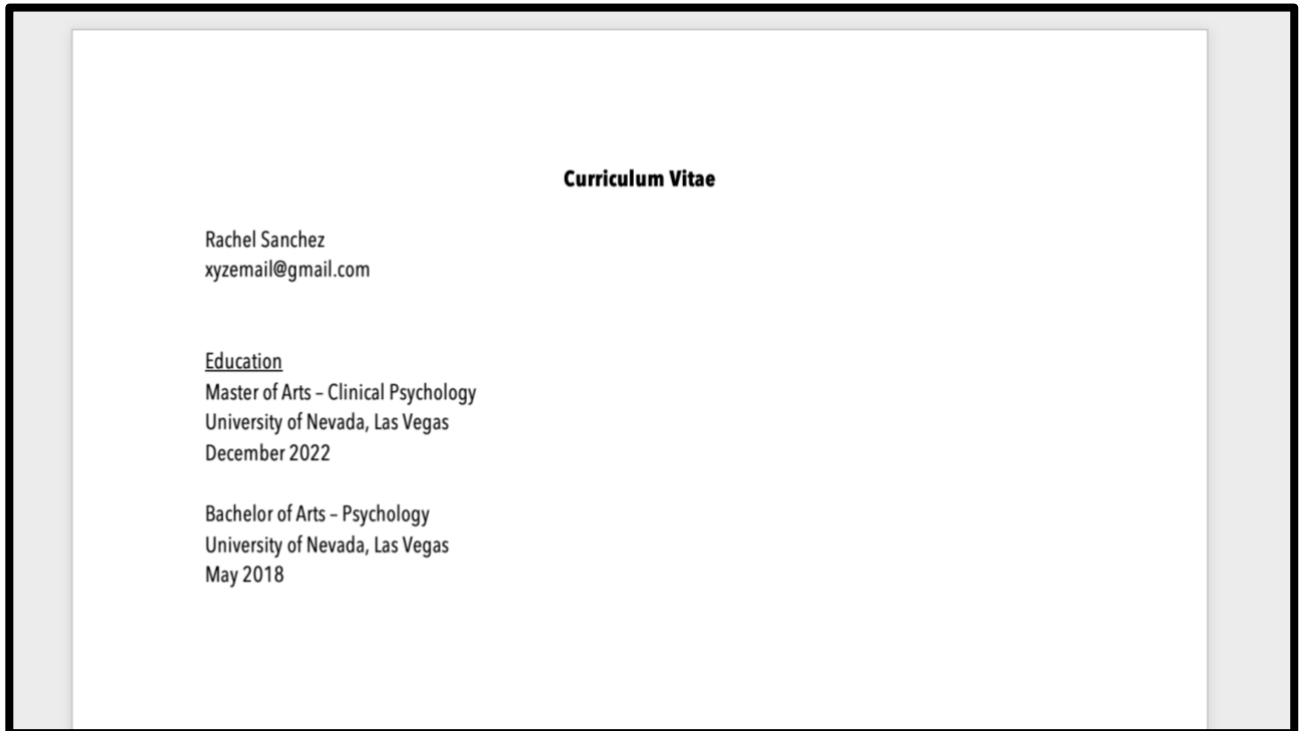 Curriculum Vitae
Rachel Sanchez
xyzemail@gmail.com
Education
Master of Arts – Clinical Psychology
University of Nevada, Las Vegas
December 2022
Bachelor of Arts – Psychology
University of Nevada, Las Vegas
May 2018